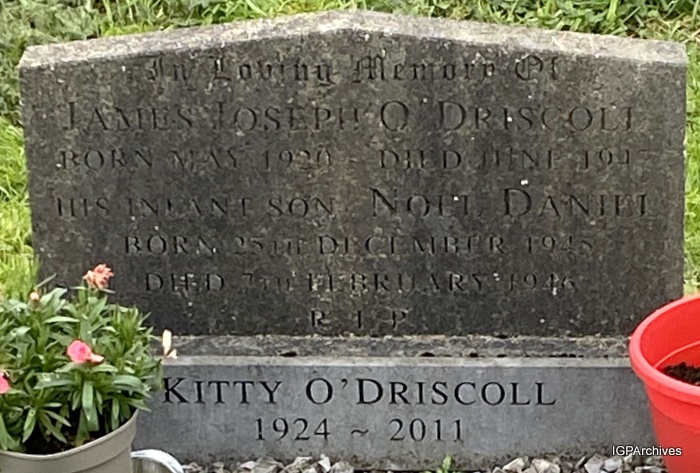 In Loving Memory Of
JAMES JOSEPH O'DRISCOLL
BORN MAY 1920 - DIED JUNE 1947
HIS INFANT SON, NOEL DANIEL
BORN 25TH DECEMBER 1945
DIED 7TH FEBRUARY 1946
R I P
KITTY O'DRISCOLL
1924 ~ 2011
IGPArchives